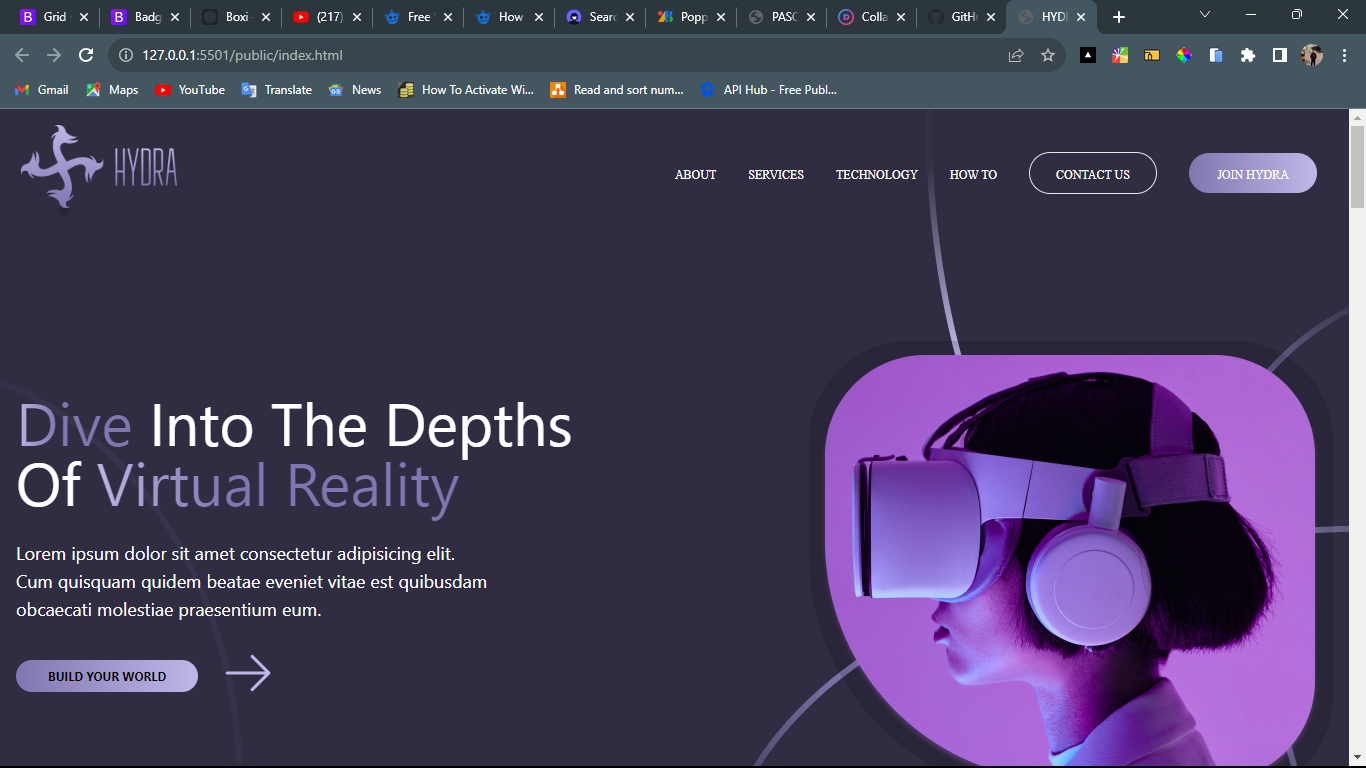 Grid
Badg
Boxi
(217)
Free
How
Sear
Popp
PASC
Colla
GitH
HYD
127.0.0.1:5501/public/index.html
Gmail
Maps
YouTube
Translate
News
How To Activate Wi...
Read and sort num...
API Hub - Free Publ...
HYDRA
ABOUT
SERVICES
TECHNOLOGY
HOW TO
CONTACT US
JOIN HYDRA
Dive Into The Depths
Of Virtual Reality
Lorem ipsum dolor sit amet consectetur adipisicing elit.
Cum quisquam quidem beatae eveniet vitae est quibusdam
obcaecati molestiae praesentium eum.
BUILD YOUR WORLD